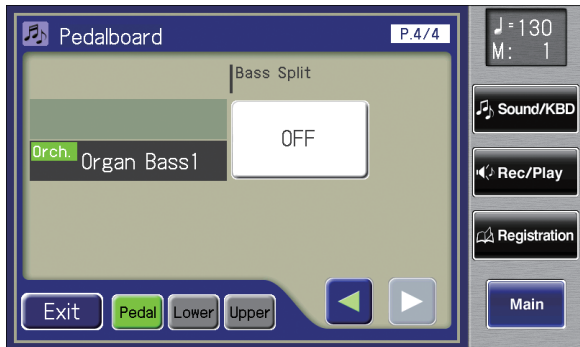 Pedalboard
P.4/4
Bass Split
Orch. Organ Bass1
OFF
Exit
Pedal
Lower
Upper
♩=130
M: 1
Sound/KBD
Rec/Play
Registration
Main